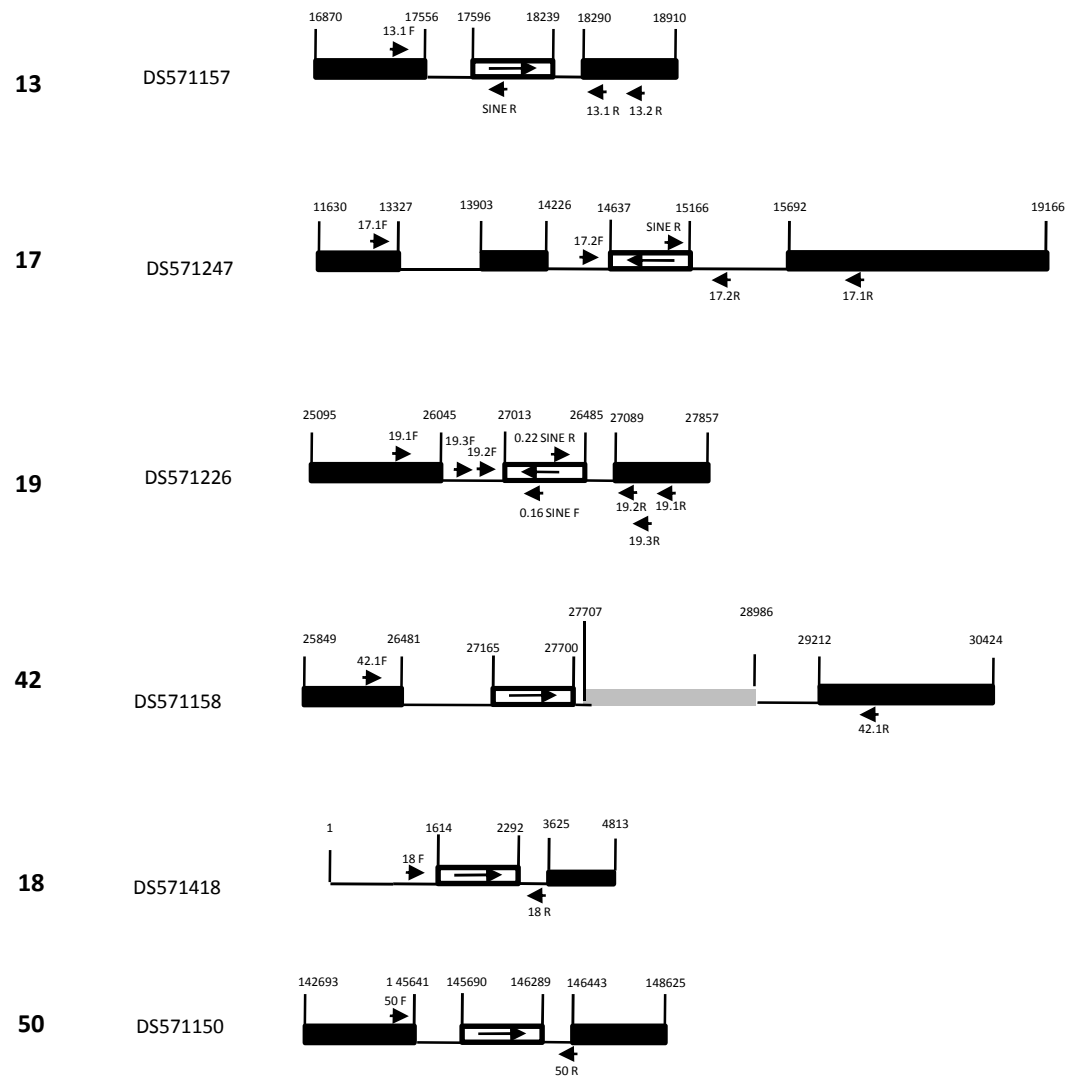 16870 17556 17596 18239 18290 18910
13.1 F
13 DS571157
SINE R 13.1 R 13.2 R
11630 13327 13903 14226 14637 15166 15692 19166
17.1F 17.2F SINE R
17 DS571247
17.2R 17.1R
25095 26045 27013 26485 27089 27857
19.1F 19.3F 19.2F 0.22 SINE R
19 DS571226
0.16 SINE F 19.2R 19.1R
19.3R
27707 28986
25849 26481 27165 27700 29212 30424
42.1F
42 DS571158
42.1R
1 1614 2292 3625 4813
18 F
18 DS571418
18 R
142693 1 45641 145690 146289 146443 148625
50 F
50 DS571150
50 R